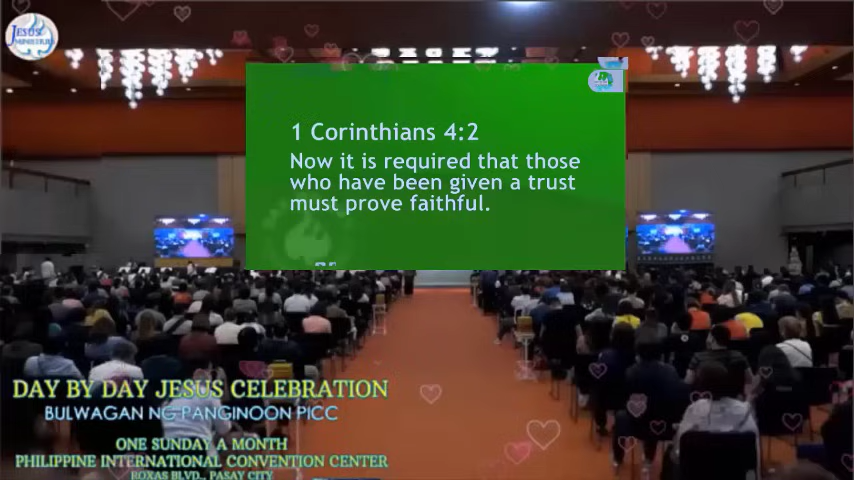 JESUS
MINISTRIES
1 Corinthians 4:2
Now it is required that those
who have been given a trust
must prove faithful.
DAY BY DAY JESUS CELEBRATION
BULWAGAN NG PANGINOON PICC
ONE SUNDAY A MONTH
PHILIPPINE INTERNATIONAL CONVENTION CENTER
ROXAS BLVD., PASAY CITY